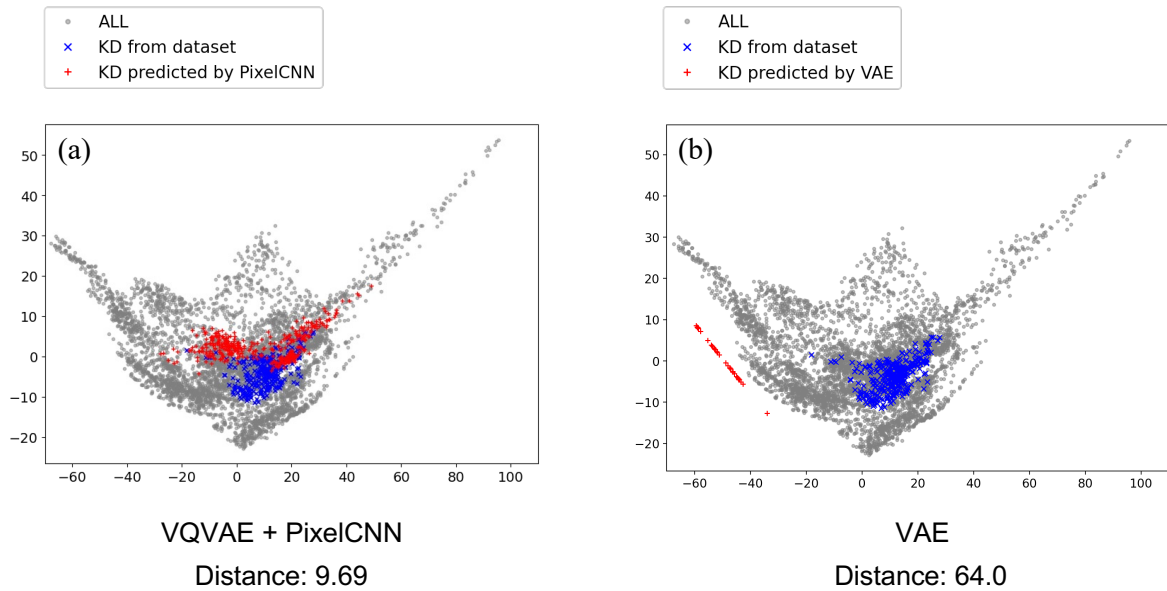 ALL
KD from dataset
KD predicted by PixelCNN
(a)
50
40
30
20
10
0
−10
−20
−60 −40 −20 0 20 40 60 80 100
VQVAE + PixelCNN
Distance: 9.69
ALL
KD from dataset
KD predicted by VAE
(b)
50
40
30
20
10
0
−10
−20
−60 −40 −20 0 20 40 60 80 100
VAE
Distance: 64.0